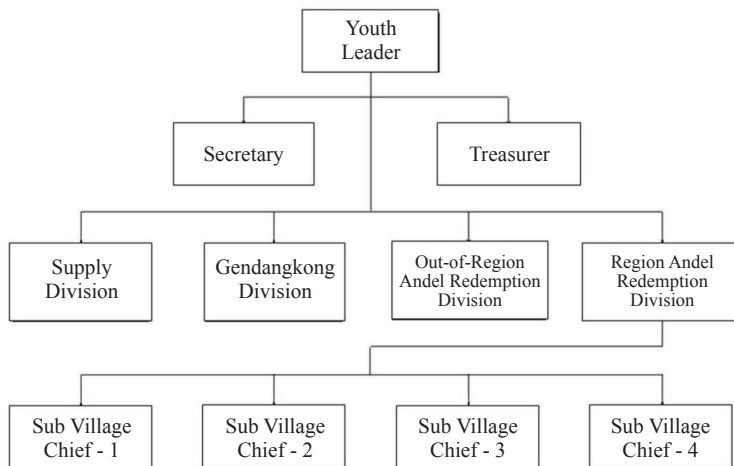 Youth
Leader
Secretary
Treasurer
Supply
Division
Gendangkong
Division
Out-of-Region
Andel Redemption
Division
Region Andel
Redemption
Division
Sub Village
Chief - 1
Sub Village
Chief - 2
Sub Village
Chief - 3
Sub Village
Chief - 4